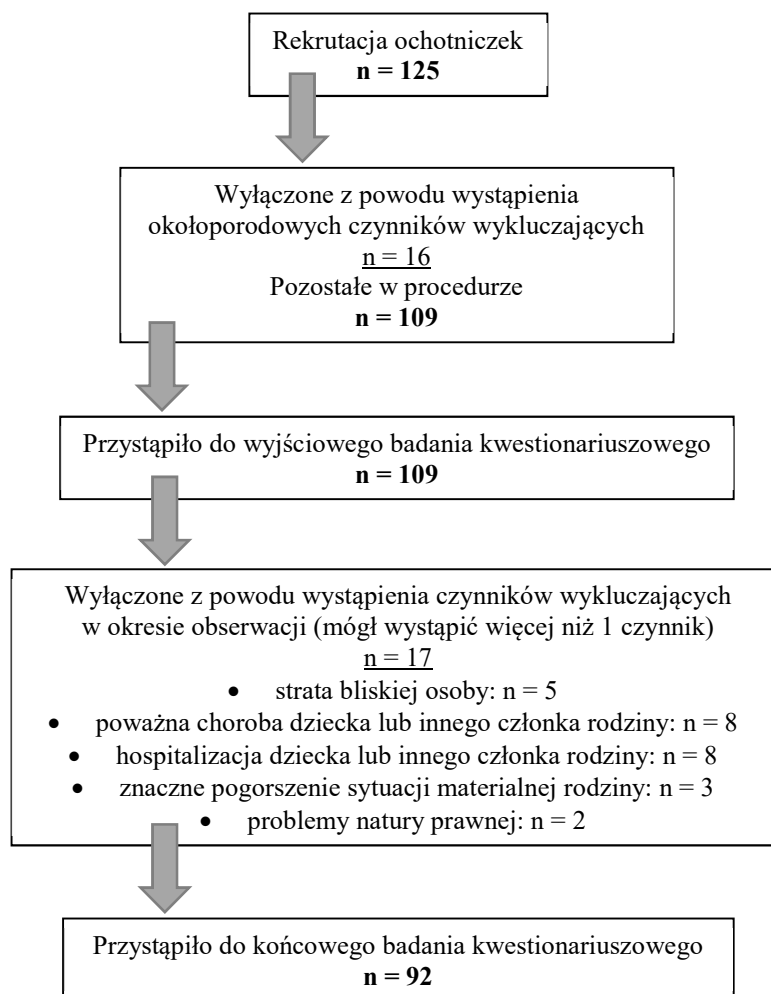 Rekrutacja ochotniczek
n = 125
Wyłączone z powodu wystąpienia
okołoporodowych czynników wykluczających
n = 16
Pozostałe w procedurze
n = 109
Przystąpiło do wyjściowego badania kwestionariuszowego
n = 109
Wyłączone z powodu wystąpienia czynników wykluczających
w okresie obserwacji (mógł wystąpić więcej niż 1 czynnik)
n = 17
• strata bliskiej osoby: n = 5
• poważna choroba dziecka lub innego członka rodziny: n = 8
• hospitalizacja dziecka lub innego członka rodziny: n = 8
• znaczne pogorszenie sytuacji materialnej rodziny: n = 3
• problemy natury prawnej: n = 2
Przystąpiło do końcowego badania kwestionariuszowego
n = 92